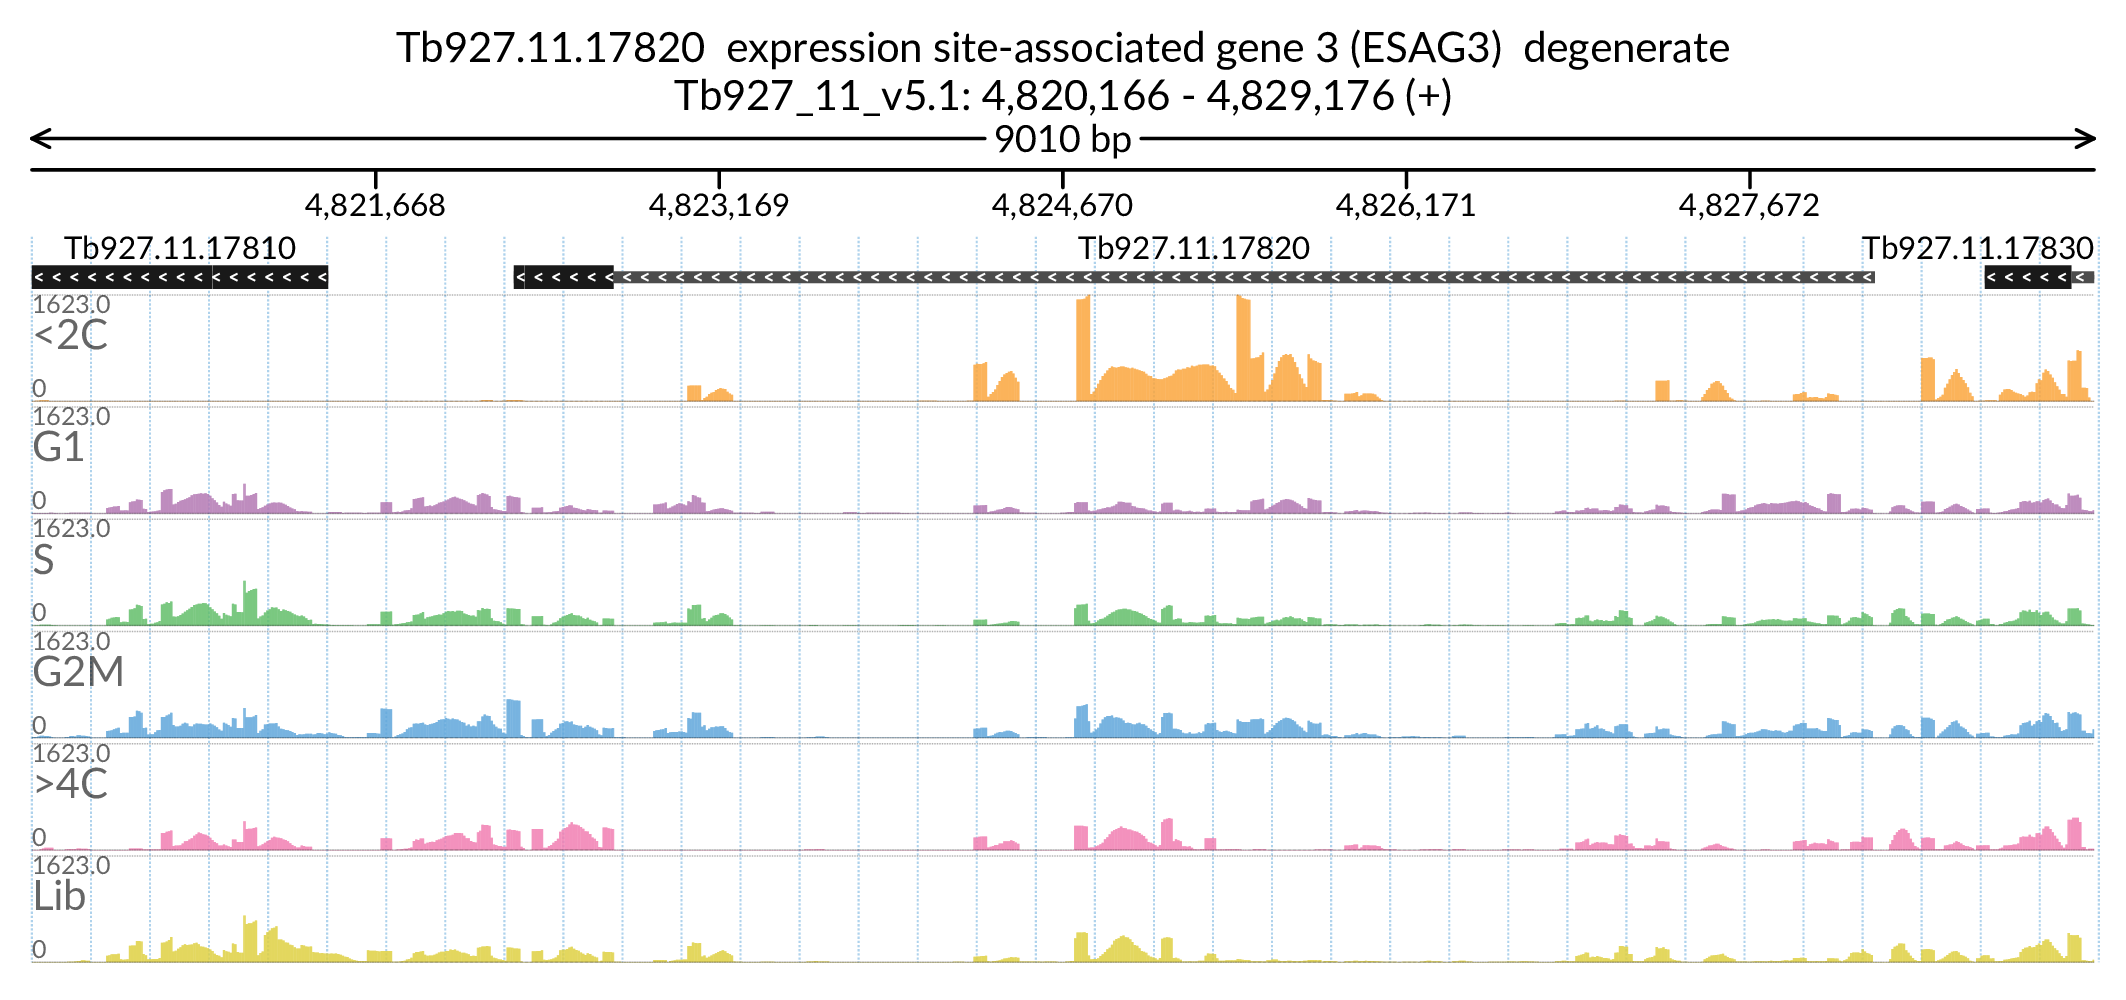 Tb927.11.17820  expression site-associated gene 3 (ESAG3)  degenerate
Tb927_11_v5.1: 4,820,166 - 4,829,176 (+)
9010 bp
4,821,668 4,823,169 4,824,670 4,826,171 4,827,672
Tb927.11.17810 Tb927.11.17820 Tb927.11.17830
1623.0
<2C
0
1623.0
G1
0
1623.0
S
0
1623.0
G2M
0
1623.0
>4C
0
1623.0
Lib
0